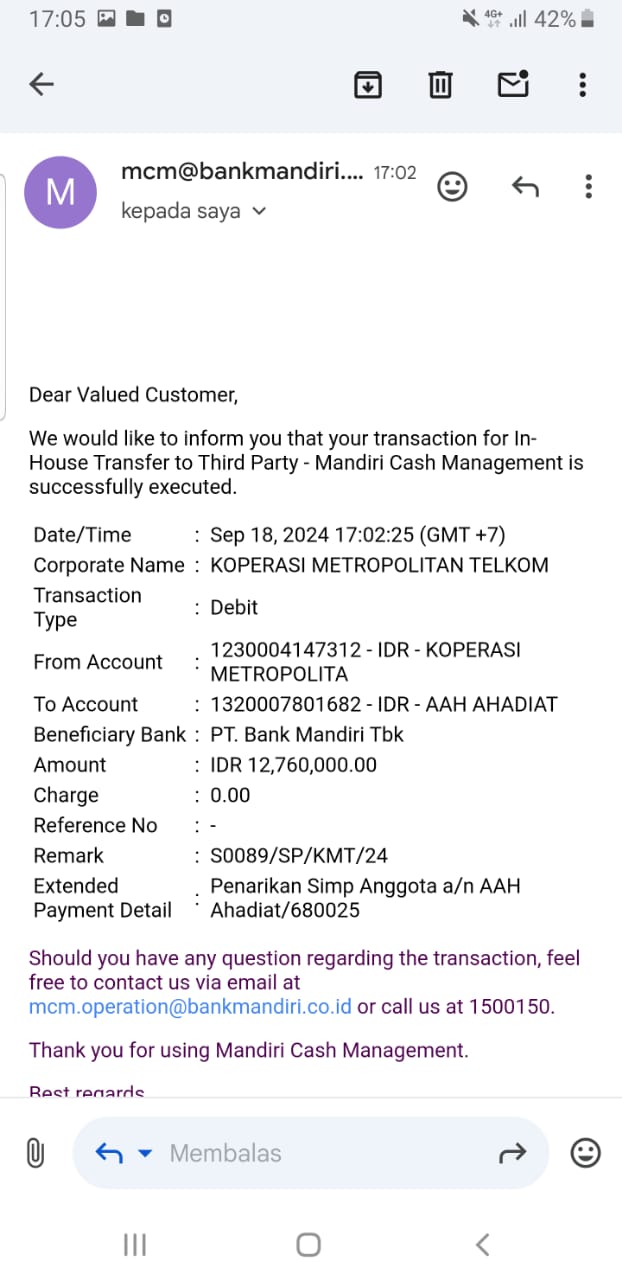 17:05
4G+
42%
M
mcm@bankmandiri.... 17:02
kepada saya
Dear Valued Customer,
We would like to inform you that your transaction for In-
House Transfer to Third Party - Mandiri Cash Management is
successfully executed.
Date/Time : Sep 18, 2024 17:02:25 (GMT +7)
Corporate Name : KOPERASI METROPOLITAN TELKOM
Transaction
Type : Debit
From Account : 1230004147312 - IDR - KOPERASI
METROPOLITA
To Account : 1320007801682 - IDR - AAH AHADIAT
Beneficiary Bank : PT. Bank Mandiri Tbk
Amount : IDR 12,760,000.00
Charge : 0.00
Reference No : -
Remark : S0089/SP/KMT/24
Extended
Payment Detail : Penarikan Simp Anggota a/n AAH
Ahadiat/680025
Should you have any question regarding the transaction, feel
free to contact us via email at
mcm.operation@bankmandiri.co.id or call us at 1500150.
Thank you for using Mandiri Cash Management.
Best regards
Membalas